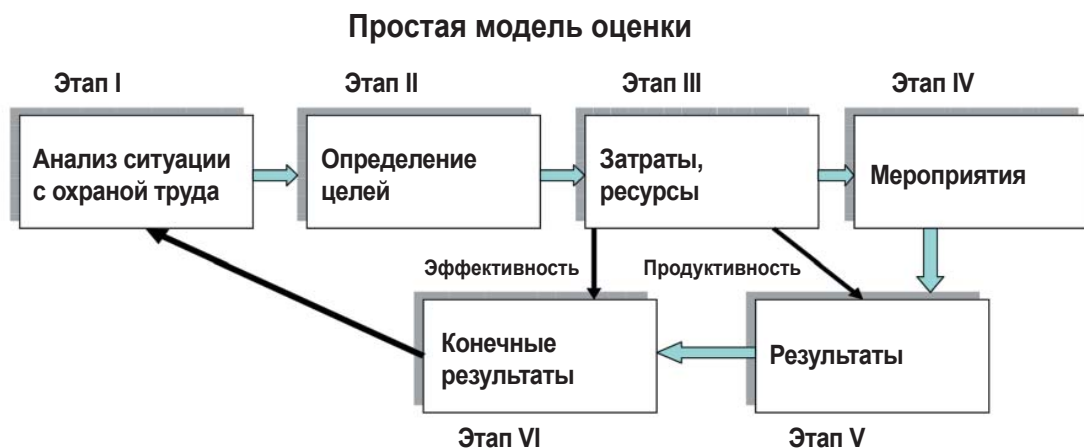 Простая модель оценки
Этап I
Этап II
Этап III
Этап IV
Анализ ситуации
с охраной труда
Определение
целей
Затраты,
ресурсы
Мероприятия
Эффективность
Продуктивность
Конечные
результаты
Результаты
Этап VI
Этап V